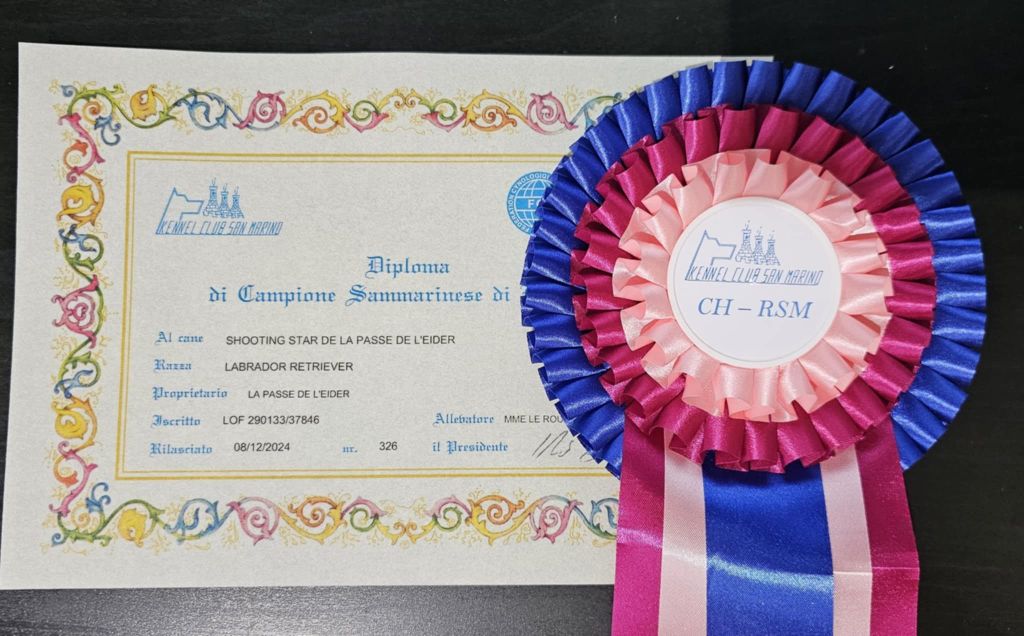 KENNEL CLUB SAN MARINO
Diploma
di Campione Sammarinese di
Al cane SHOOTING STAR DE LA PASSE DE L'EIDER
Razza LABRADOR RETRIEVER
Proprietario LA PASSE DE L'EIDER
Iscritto LOF 290133/37846 Allevatore MME LE
Rilasciato 08/12/2024 nr. 326 il Presidente
KENNEL CLUB SAN MARINO
CH – RSM